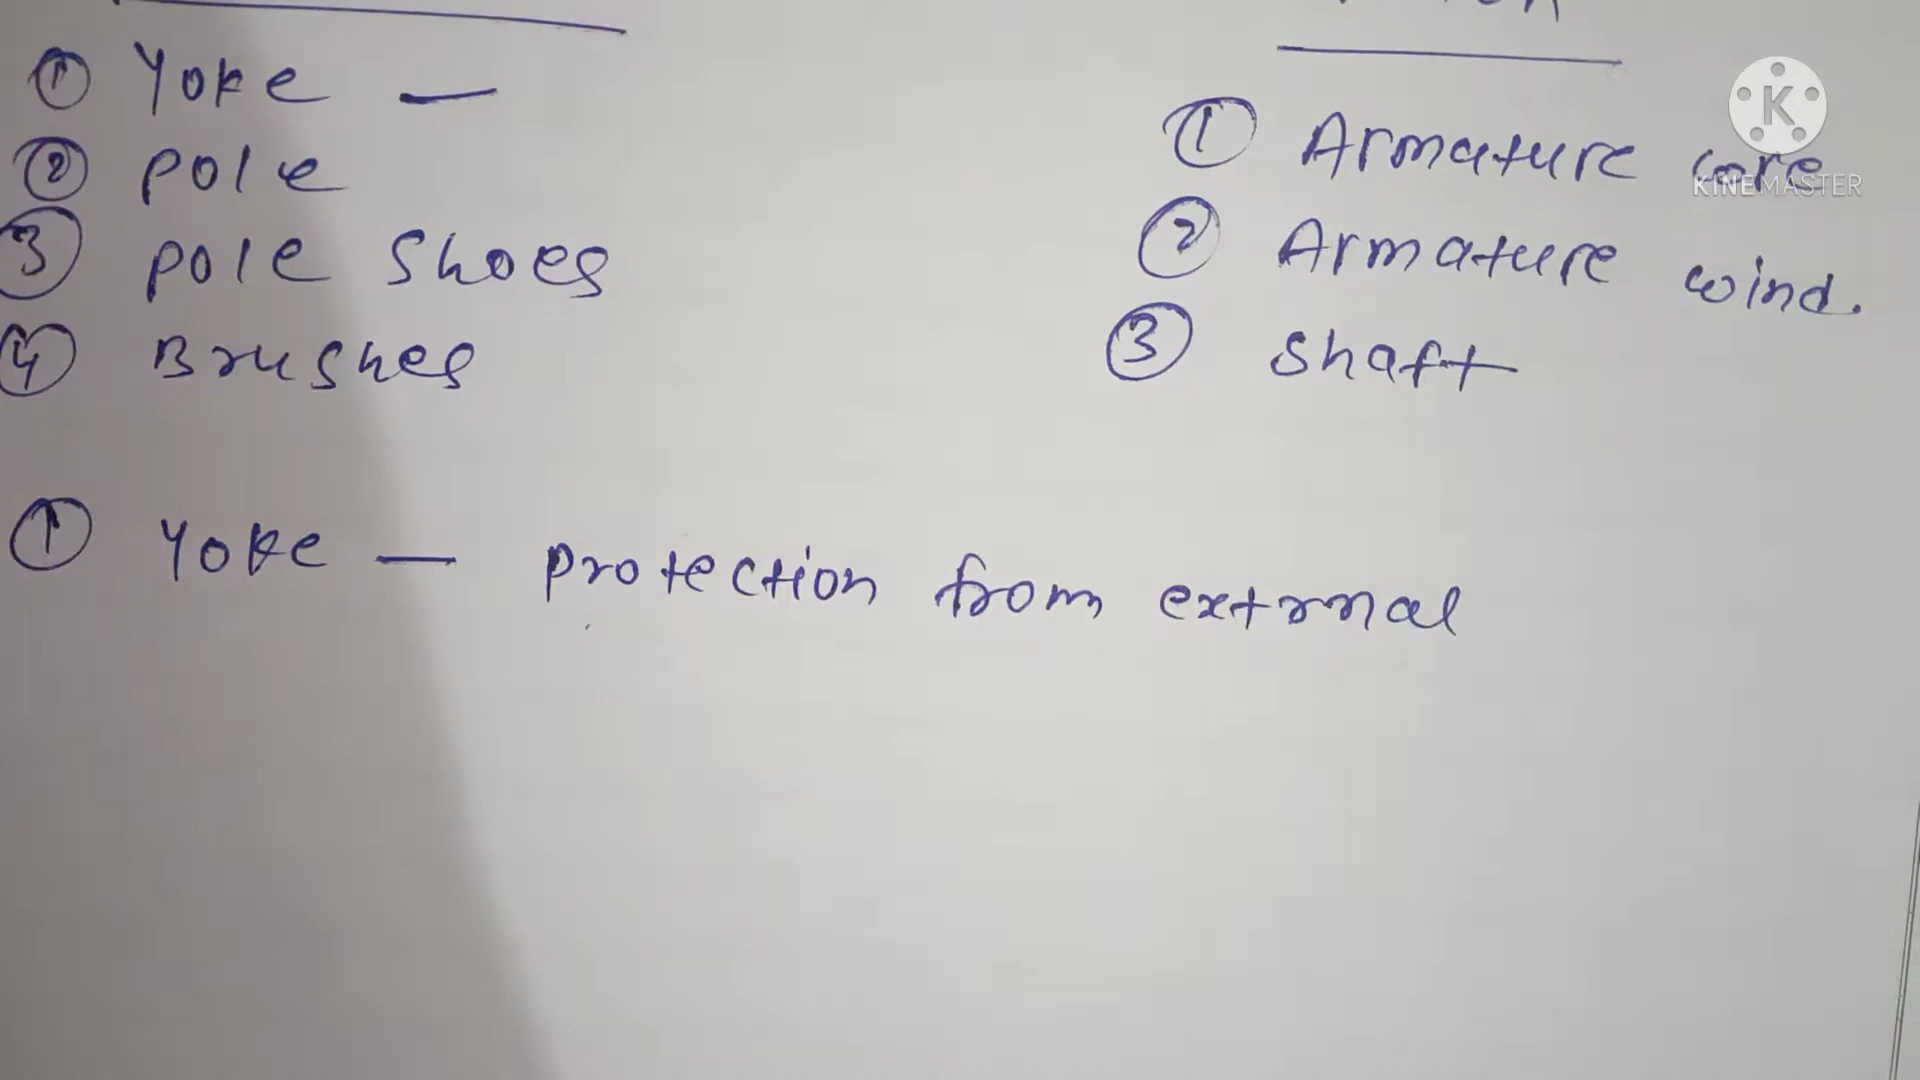 ① Yoke —
② pole
③ pole shoes
④ Brushes
① Armature core
② Armature wind.
③ shaft
① Yoke — protection from extrnal
KINEMASTER